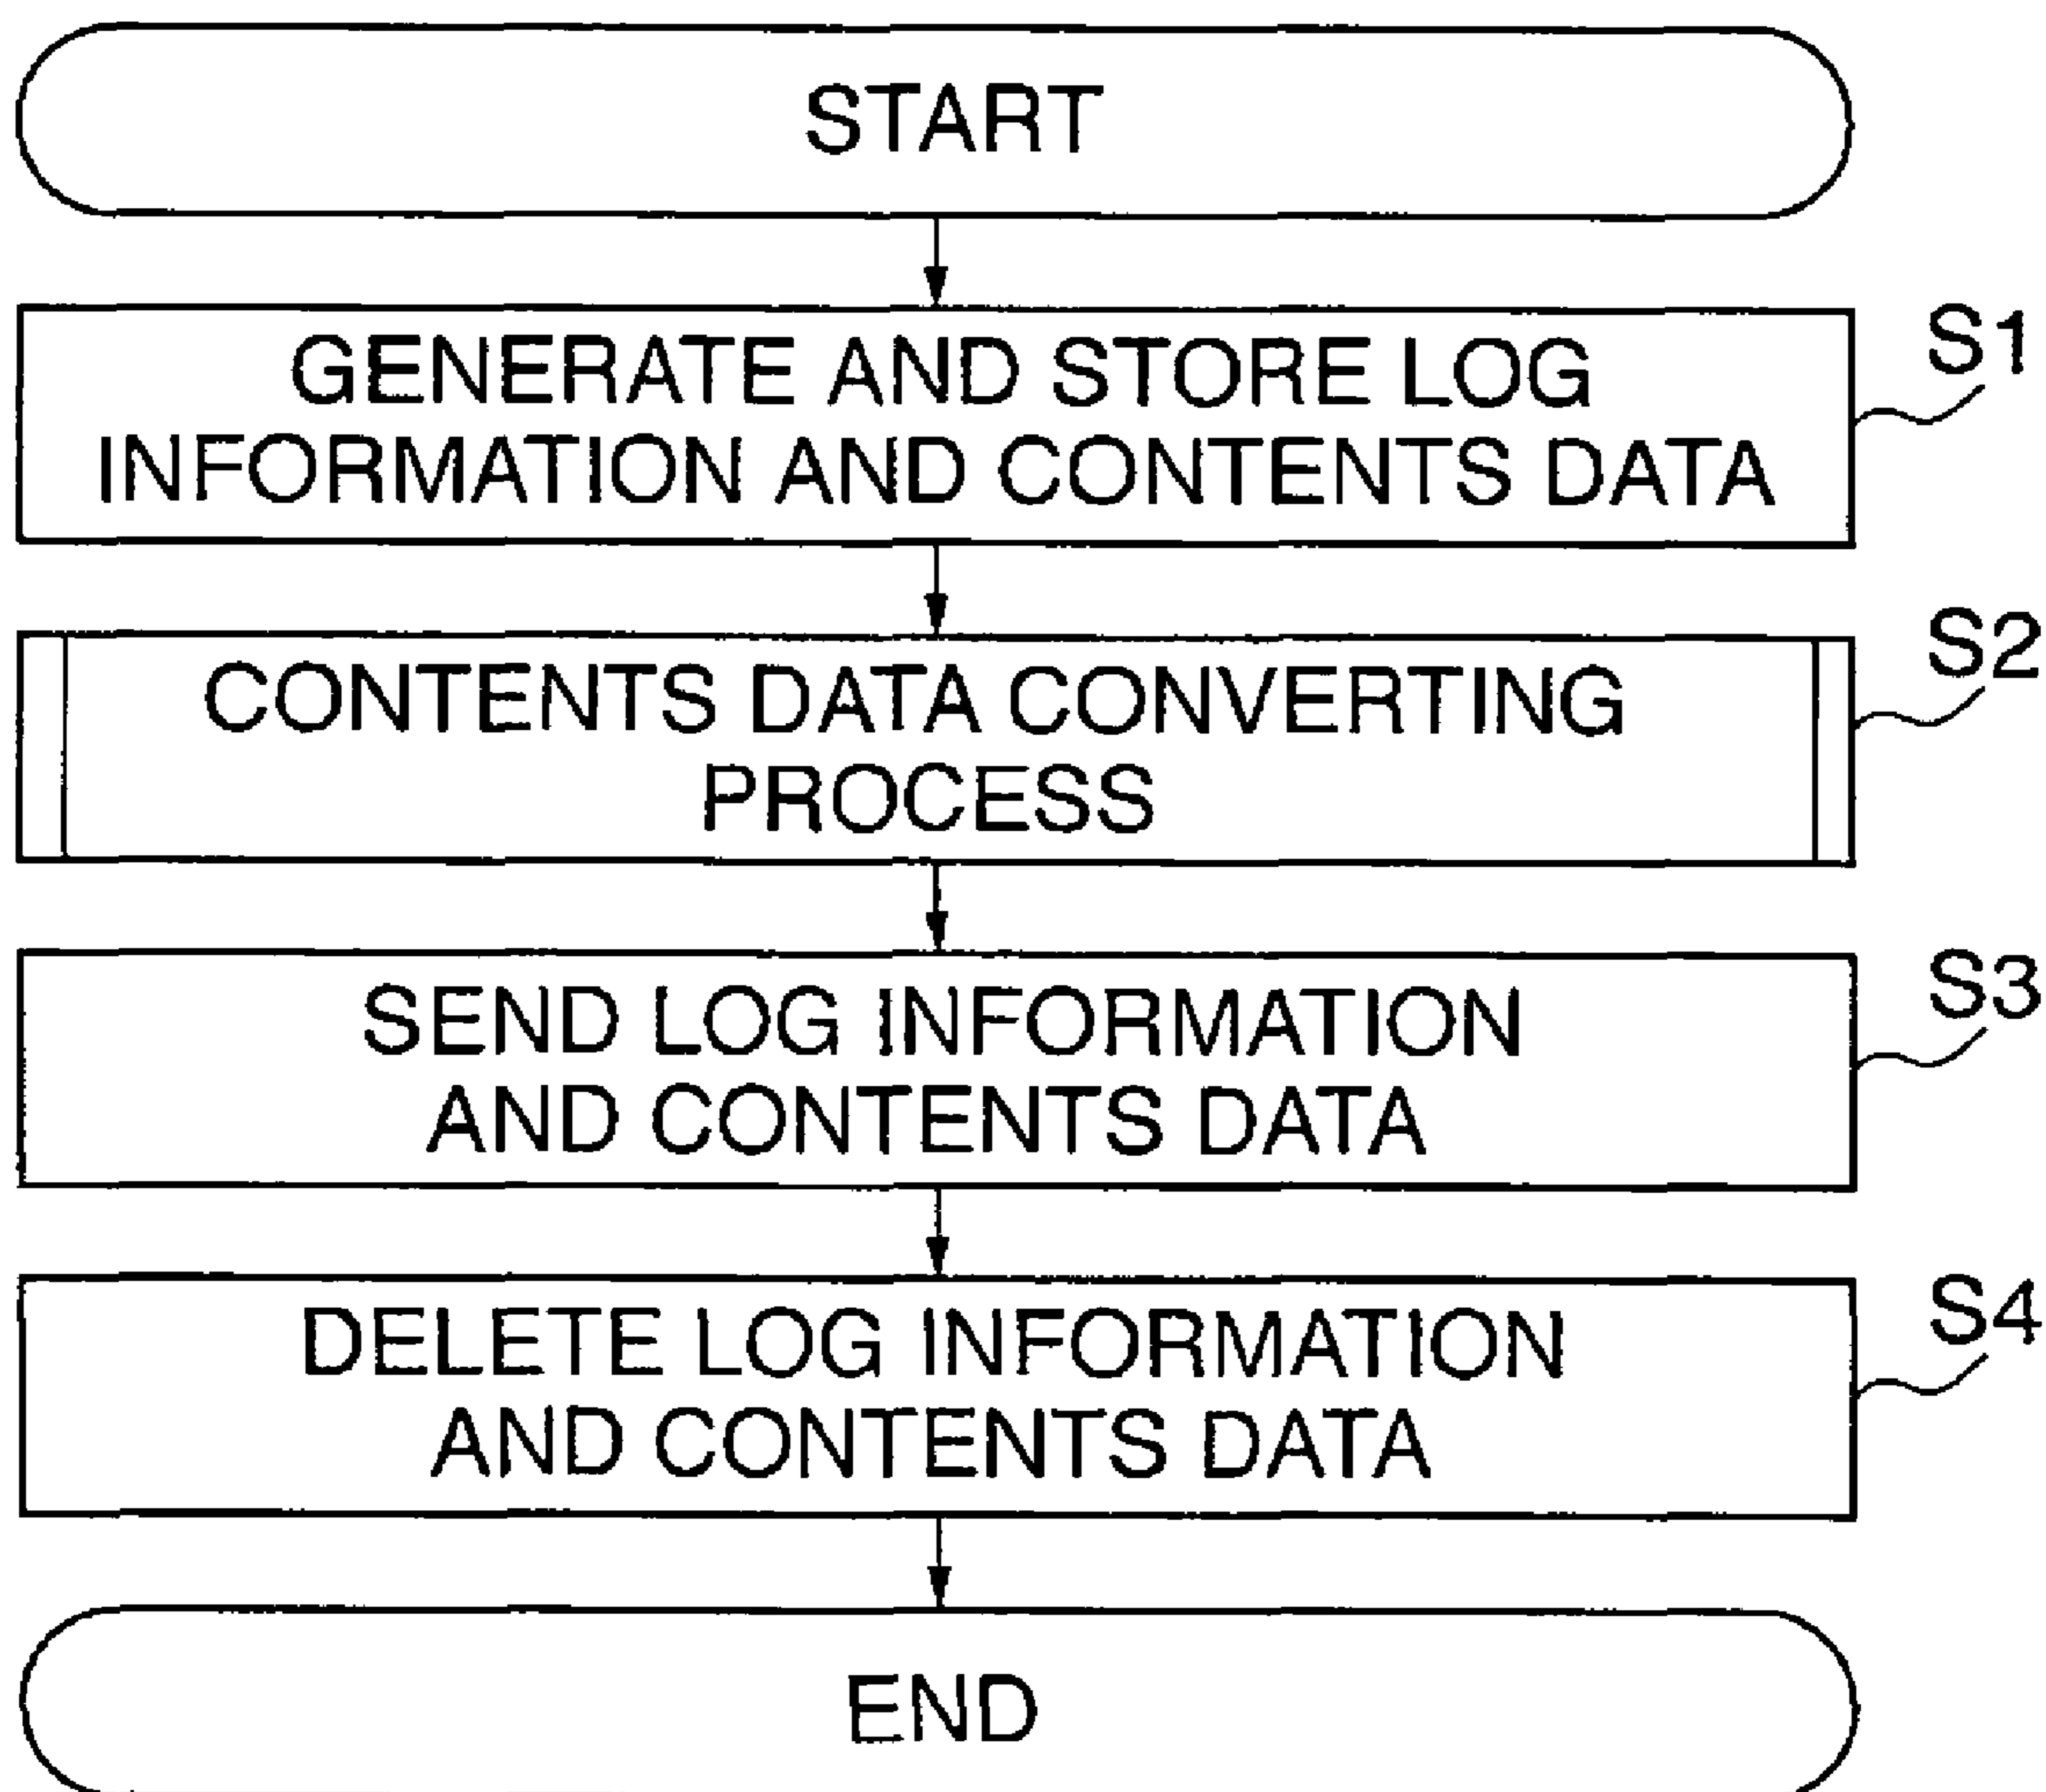 START
GENERATE AND STORE LOG
INFORMATION AND CONTENTS DATA
S1
CONTENTS DATA CONVERTING
PROCESS
S2
SEND LOG INFORMATION
AND CONTENTS DATA
S3
DELETE LOG INFORMATION
AND CONTENTS DATA
S4
END